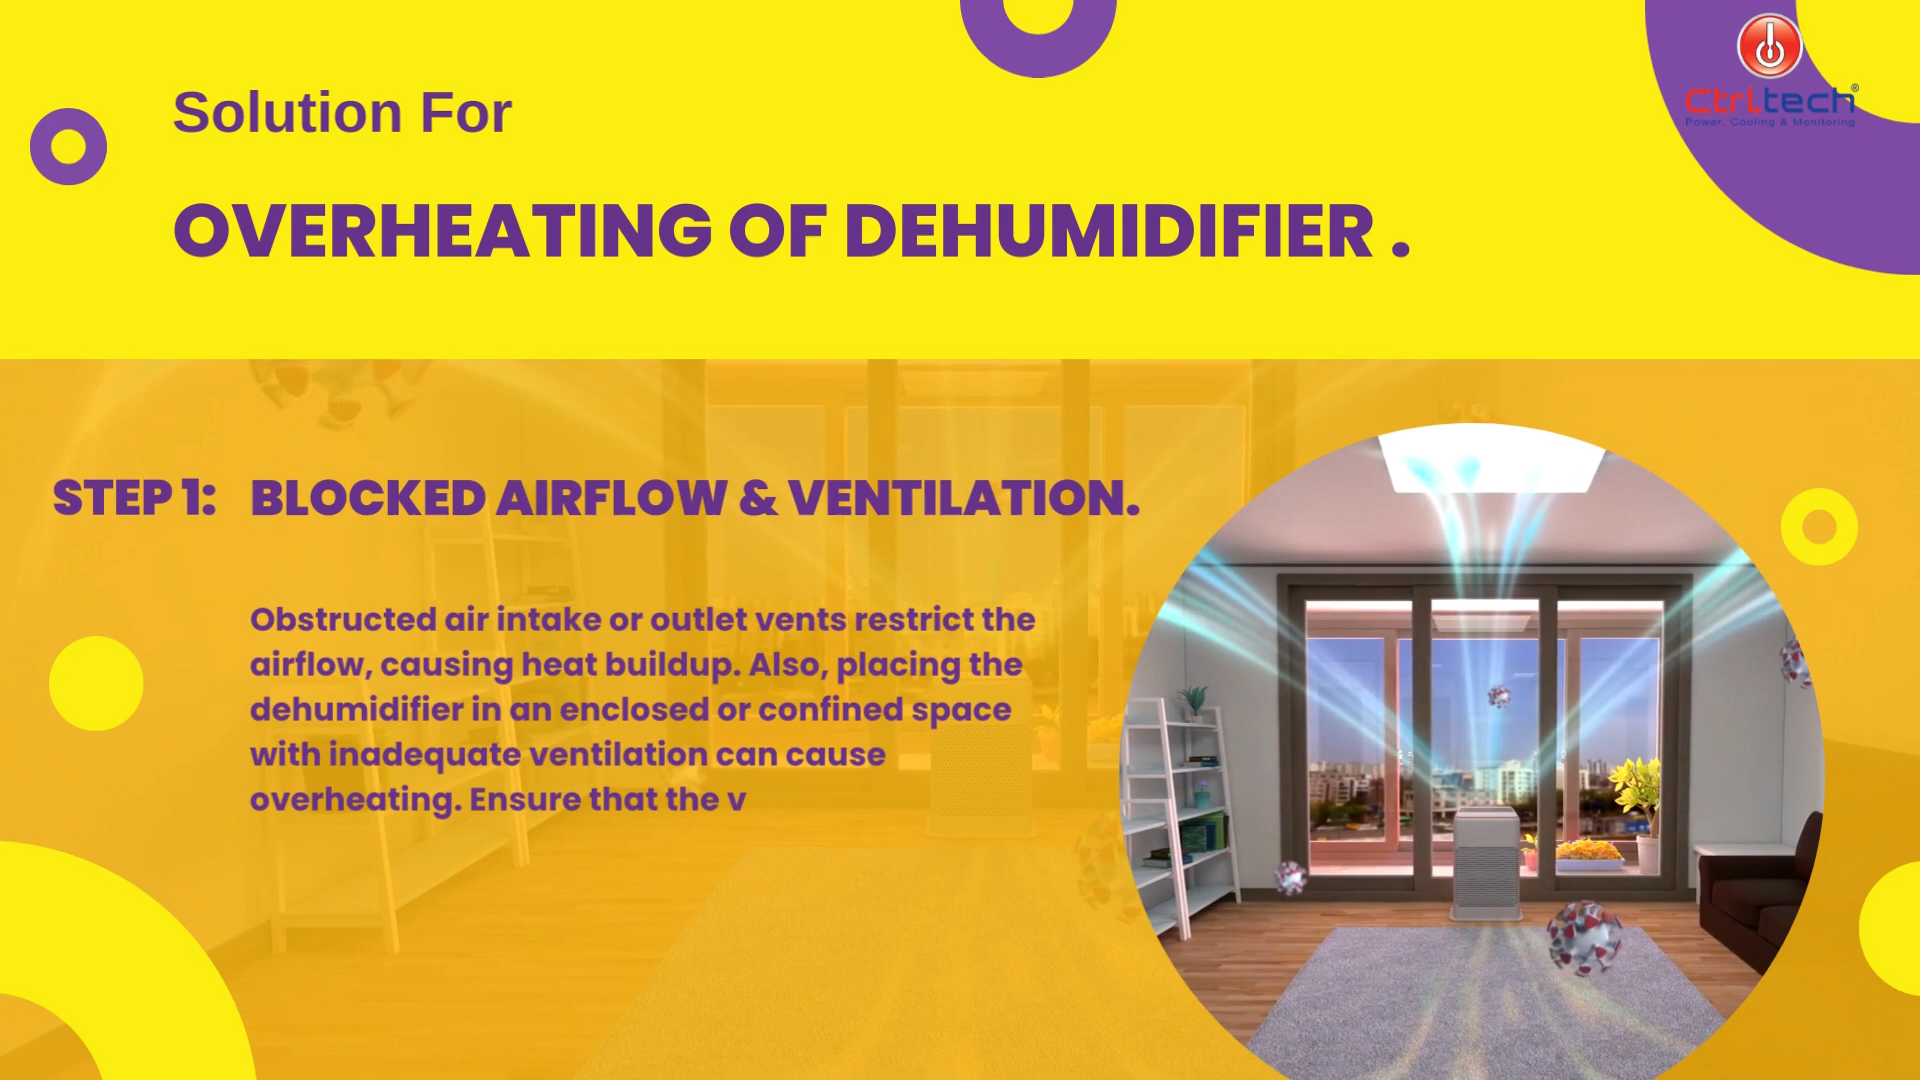 Solution For
OVERHEATING OF DEHUMIDIFIER .
Ctrltech®
Power, Cooling & Monitoring
STEP 1: BLOCKED AIRFLOW & VENTILATION.
Obstructed air intake or outlet vents restrict the
airflow, causing heat buildup. Also, placing the
dehumidifier in an enclosed or confined space
with inadequate ventilation can cause
overheating. Ensure that the v